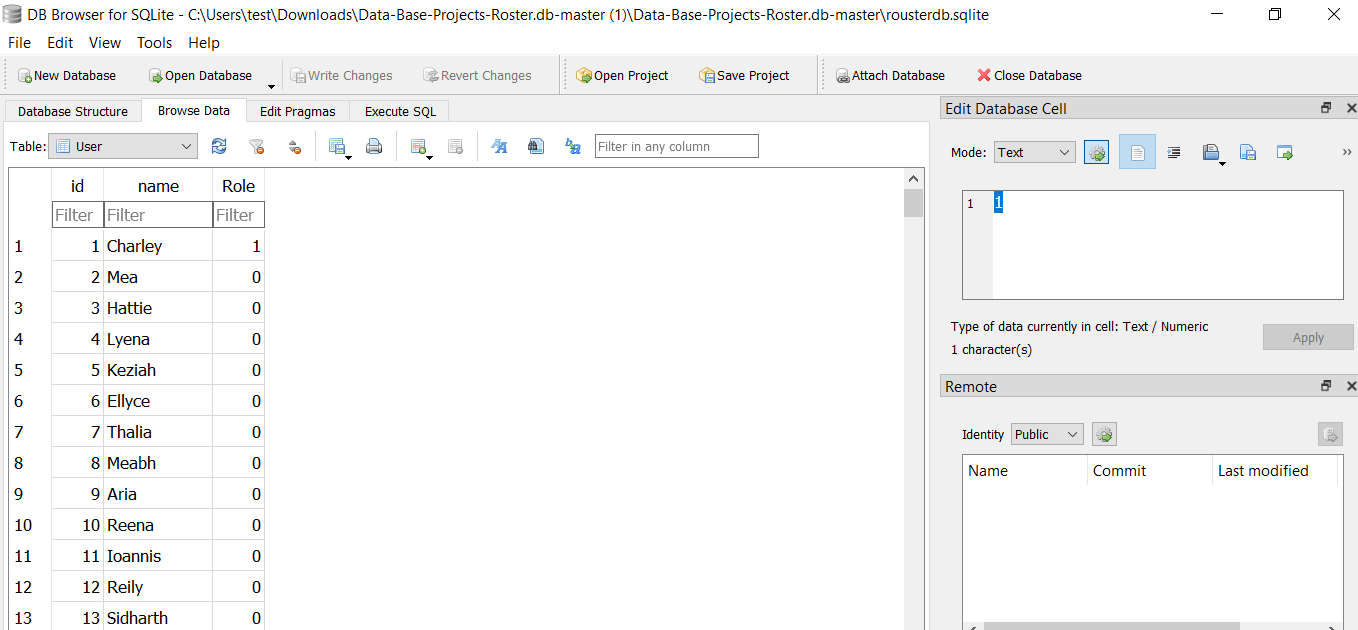 DB Browser for SQLite - C:\Users\test\Downloads\Data-Base-Projects-Roster.db-master (1)\Data-Base-Projects-Roster.db-master\rousterdb.sqlite
File Edit View Tools Help
New Database Open Database Write Changes Revert Changes Open Project Save Project Attach Database Close Database
Database Structure Browse Data Edit Pragmas Execute SQL
Table: User Filter in any column
id name Role
Filter Filter Filter
1 1 Charley 1
2 2 Mea 0
3 3 Hattie 0
4 4 Lyena 0
5 5 Keziah 0
6 6 Ellyce 0
7 7 Thalia 0
8 8 Meabh 0
9 9 Aria 0
10 10 Reena 0
11 11 Ioannis 0
12 12 Reily 0
13 13 Sidharth 0
Edit Database Cell
Mode: Text
1 1
Type of data currently in cell: Text / Numeric
1 character(s)
Apply
Remote
Identity Public
Name Commit Last modified